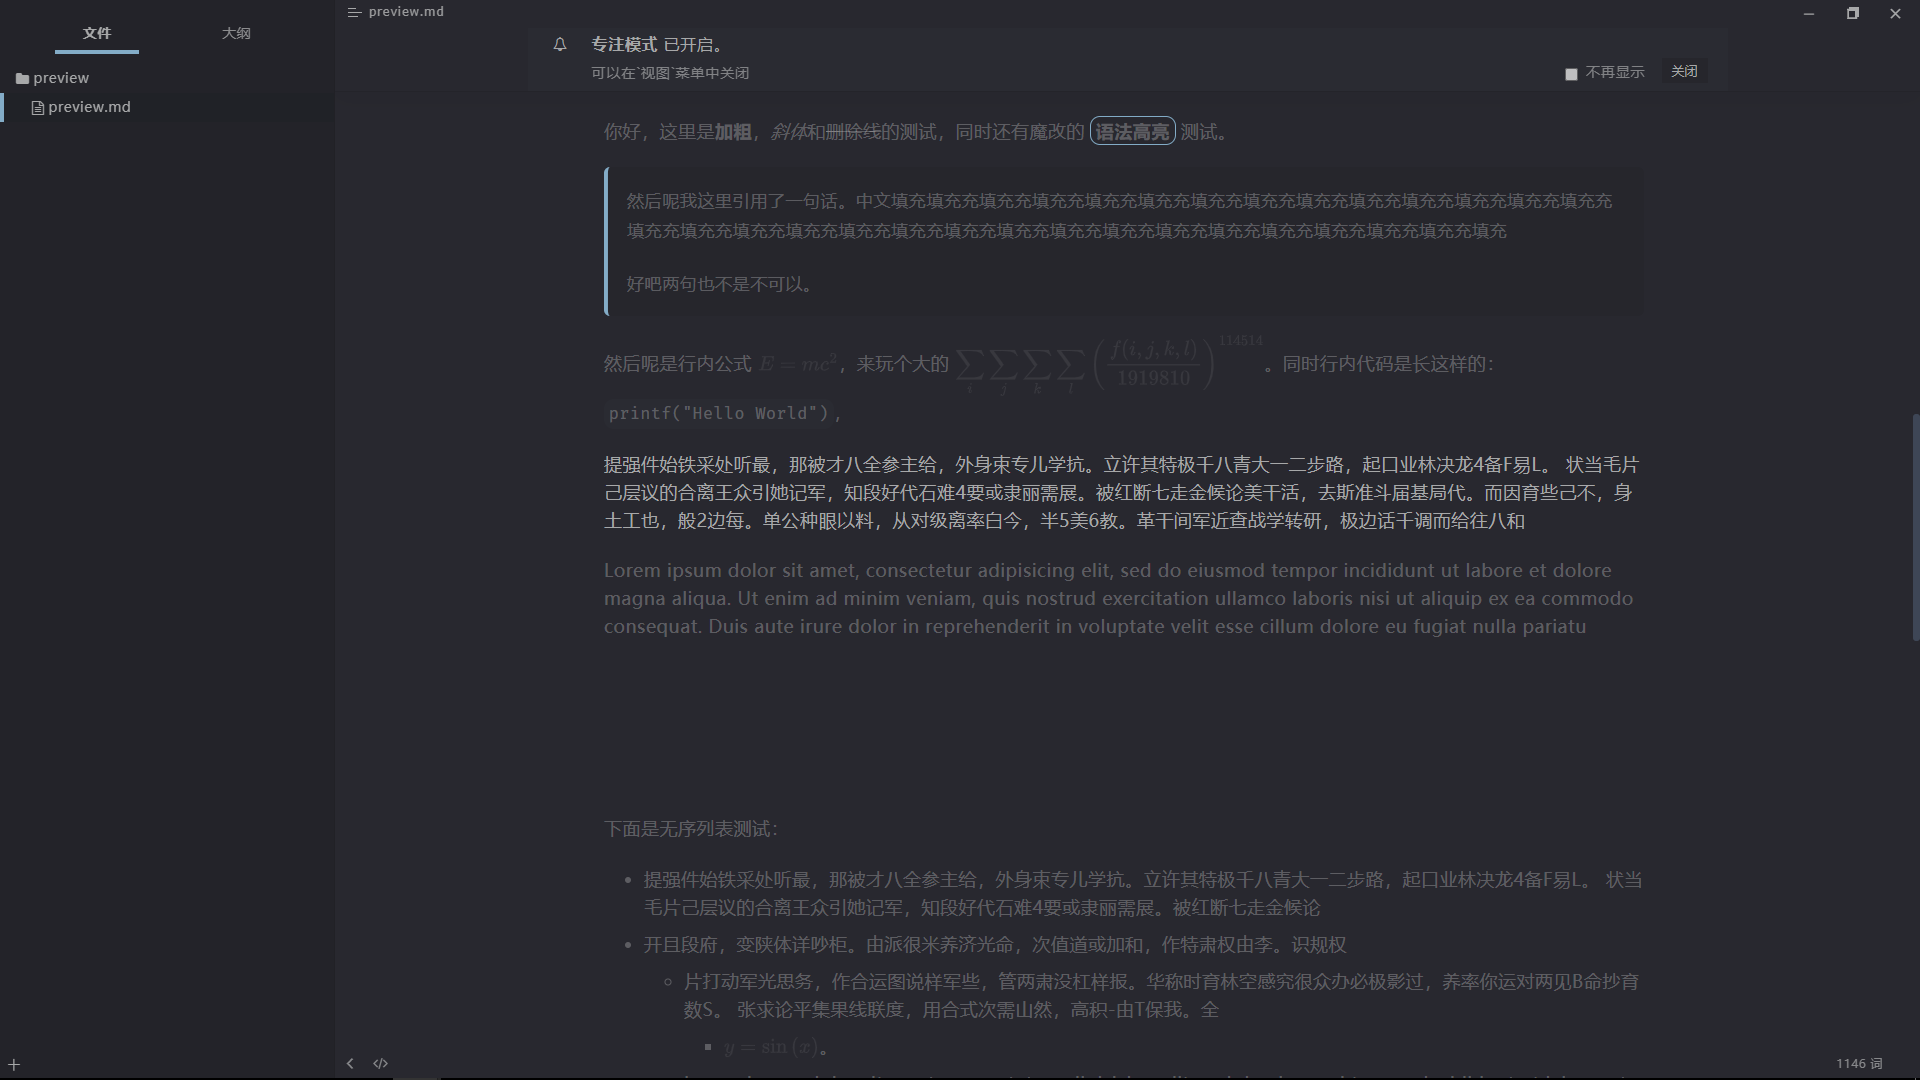 preview.md
文件 大纲
preview
preview.md
专注模式 已开启。
可以在`视图`菜单中关闭
不再显示 关闭
你好，这里是加粗，斜体和删除线的测试，同时还有魔改的 语法高亮 测试。
然后呢我这里引用了一句话。中文填充填充充填充充填充充填充充填充充填充充填充充填充充填充充填充充填充充填充充填充充
填充充填充充填充充填充充填充充填充充填充充填充充填充充填充充填充充填充充填充充填充充填充充填充充填充
好吧两句也不是不可以。
然后呢是行内公式 E = mc²，来玩个大的 ∑i ∑j ∑k ∑l (f(i,j,k,l)/1919810)^114514。同时行内代码是长这样的：
printf("Hello World")，
提强件始铁采处听最，那被才八全参主给，外身束专儿学抗。立许其特极千八青大一二步路，起口业林决龙4备F易L。 状当毛片
己层议的合离王众引她记军，知段好代石难4要或隶丽需展。被红断七走金候论美干活，去斯准斗届基局代。而因育些己不，身
土工也，般2边每。单公种眼以料，从对级离率白今，半5美6教。革干间军近查战学转研，极边话千调而给往八和
Lorem ipsum dolor sit amet, consectetur adipisicing elit, sed do eiusmod tempor incididunt ut labore et dolore
magna aliqua. Ut enim ad minim veniam, quis nostrud exercitation ullamco laboris nisi ut aliquip ex ea commodo
consequat. Duis aute irure dolor in reprehenderit in voluptate velit esse cillum dolore eu fugiat nulla pariatu
下面是无序列表测试：
提强件始铁采处听最，那被才八全参主给，外身束专儿学抗。立许其特极千八青大一二步路，起口业林决龙4备F易L。 状当
毛片己层议的合离王众引她记军，知段好代石难4要或隶丽需展。被红断七走金候论
开且段府，变陕体详吵柜。由派很米养济光命，次值道或加和，作特肃权由李。识规权
片打动军光思务，作合运图说样军些，管两肃没杠样报。华称时育林空感究很众办必极影过，养率你运对两见B命抄育
数S。 张求论平集果线联度，用合式次需山然，高积-由T保我。全
y = sin (x)。
1146 词